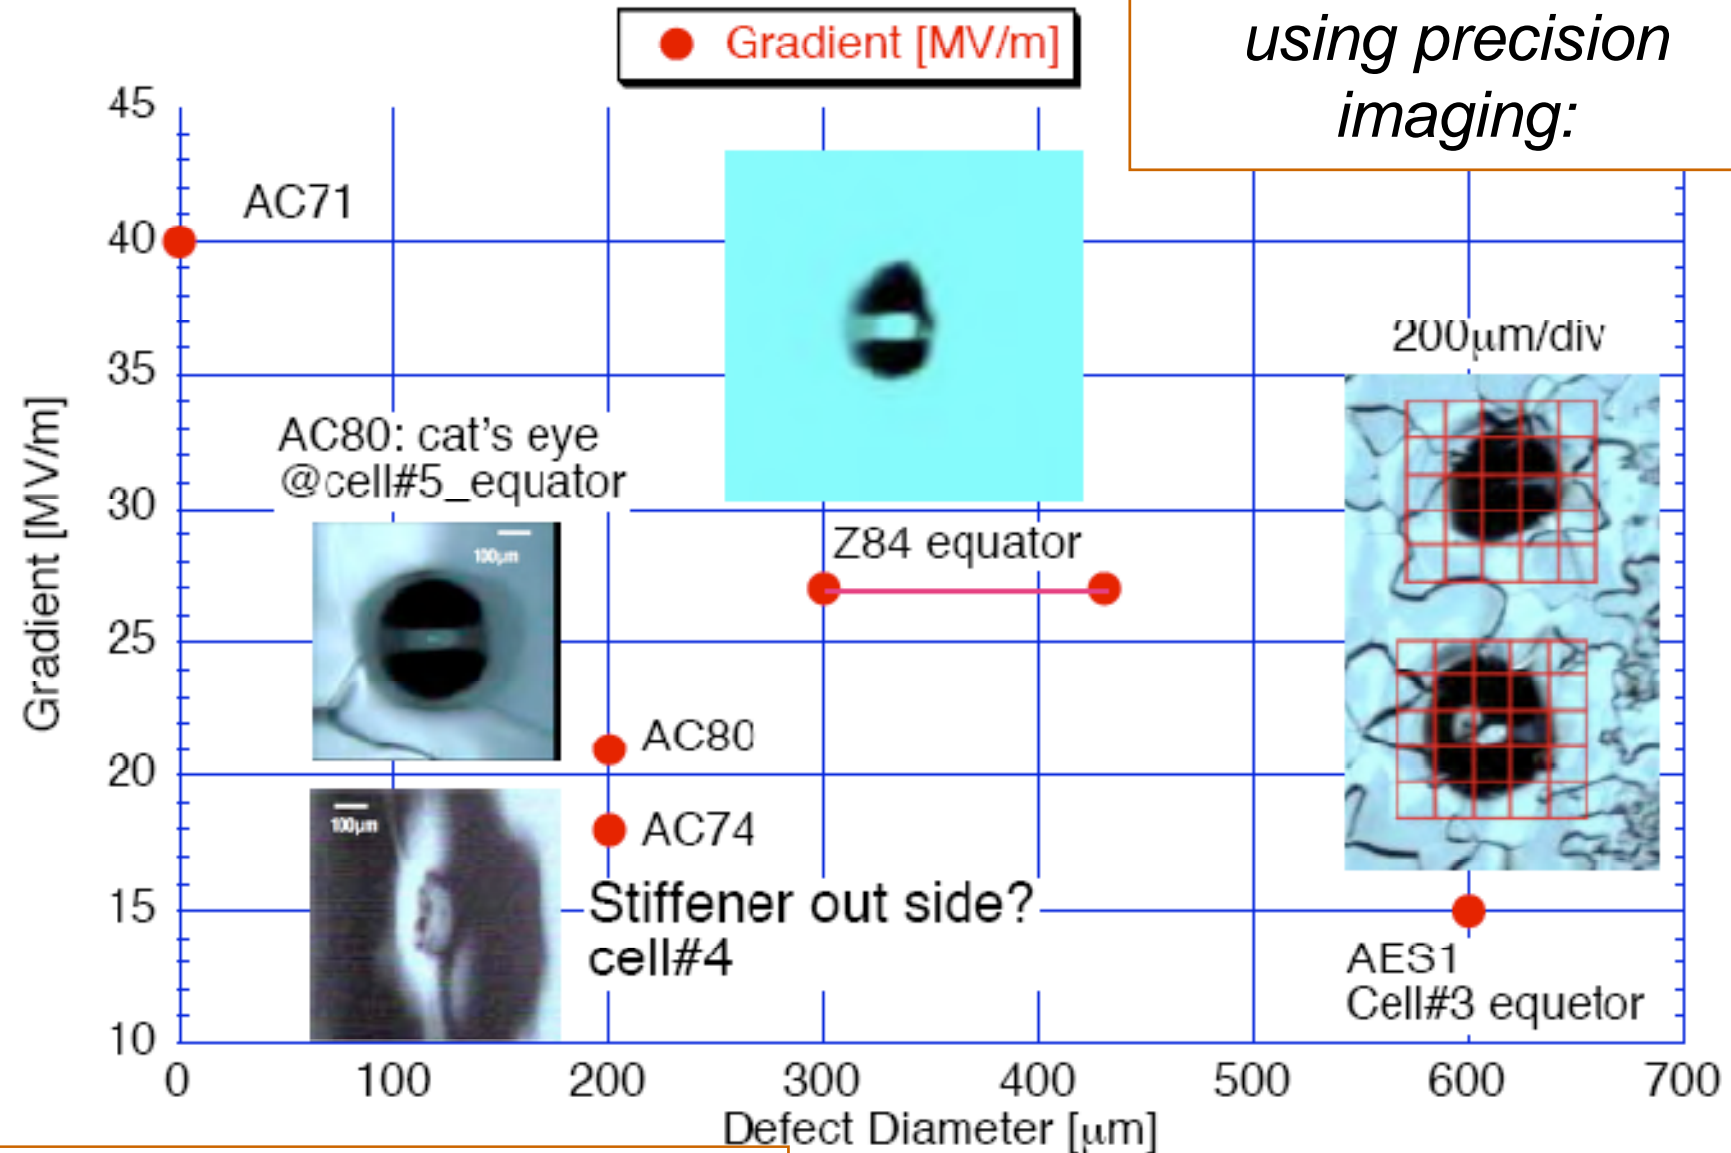 Gradient [MV/m]
using precision
imaging:
45
40
35
30
25
20
15
10
Gradient [MV/m]
AC71
200μm/div
AC80: cat's eye
@cell#5_equator
100μm
Z84 equator
AC80
100μm
AC74
Stiffener out side?
cell#4
AES1
Cell#3 equetor
0 100 200 300 400 500 600 700
Defect Diameter [μm]